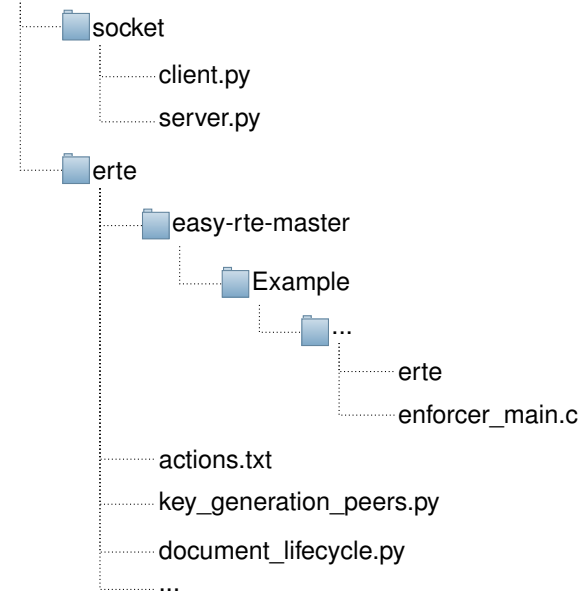 socket
client.py
server.py
erte
easy-rte-master
Example
...
erte
enforcer_main.c
actions.txt
key_generation_peers.py
document_lifecycle.py
...